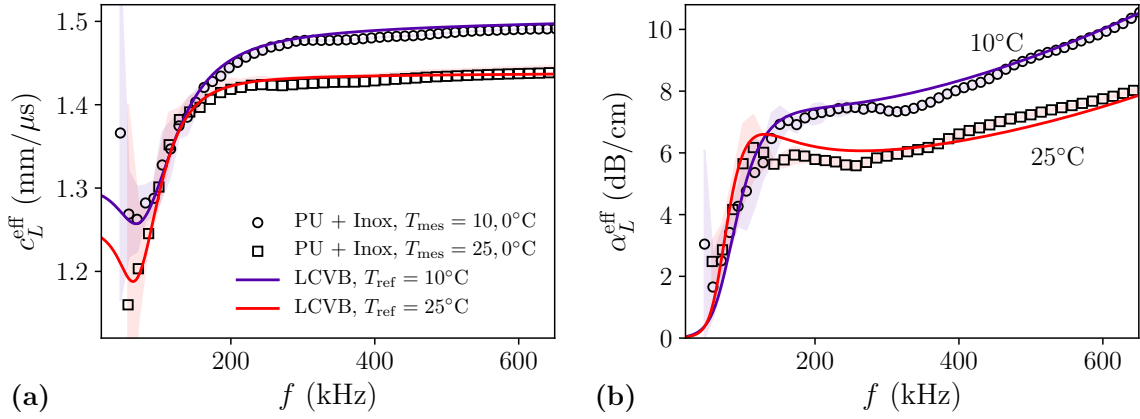 1.5
1.4
1.3
1.2
c_L^eff (mm/μs)
PU + Inox, T_mes = 10, 0°C
PU + Inox, T_mes = 25, 0°C
LCVB, T_ref = 10°C
LCVB, T_ref = 25°C
200
400
600
f (kHz)
(a)
10
8
6
4
2
0
α_L^eff (dB/cm)
10°C
25°C
200
400
600
f (kHz)
(b)